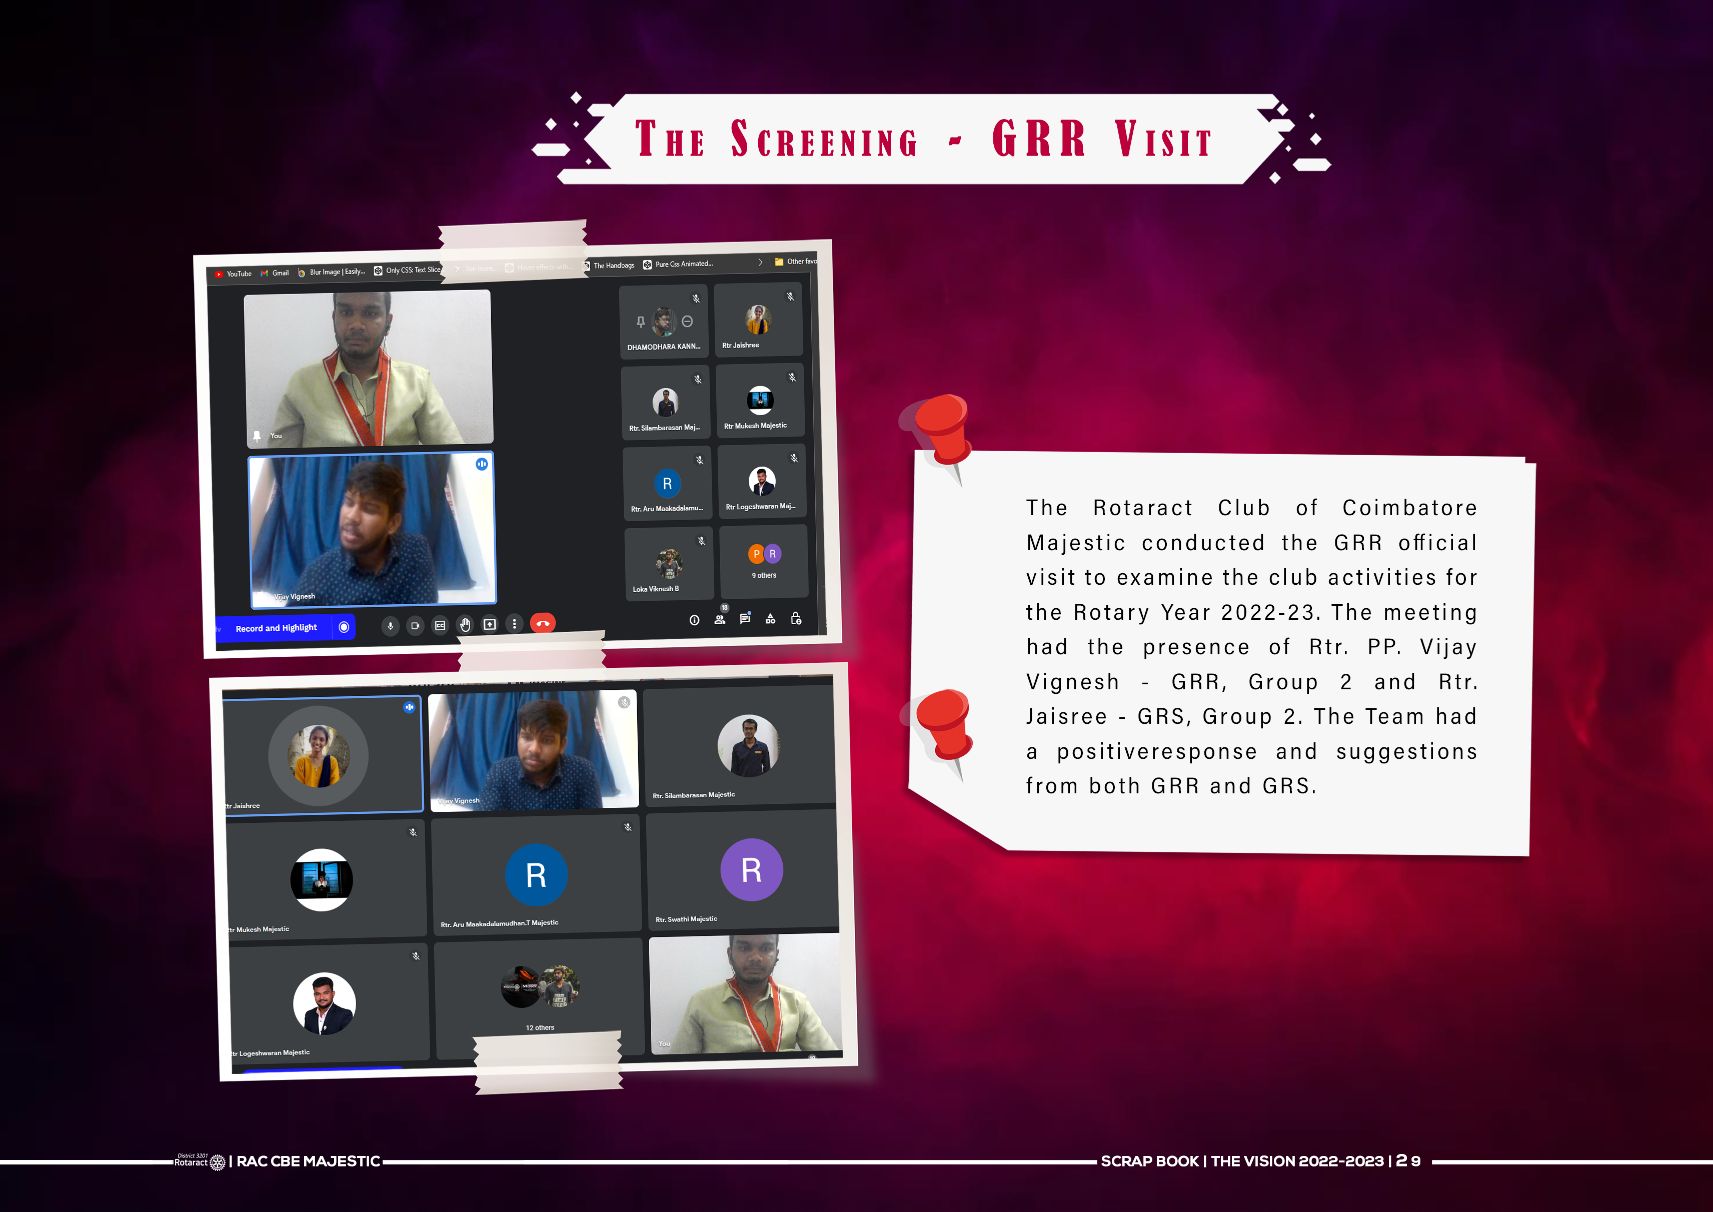 The Screening - GRR Visit
YouTube Gmail Blur Image | Easily... Only CSS: Text Slice The Handbags Pure Css Animated... Other favo
You
Vijay Vignesh
DHAMODHARA KANN...
Rtr Jaishree
Rtr. Silambarasan Maj...
Rtr Mukesh Majestic
R
Rtr. Aru Maakadalamu...
Rtr Logeshwaran Maj...
Loka Viknesh B
P R
9 others
Record and Highlight
18
tr Jaishree
Vijay Vignesh
Rtr. Silambarasan Majestic
tr Mukesh Majestic
R
Rtr. Aru Maakadalamudhan.T Majestic
R
Rtr. Swathi Majestic
tr Logeshwaran Majestic
12 others
You
The Rotaract Club of Coimbatore
Majestic conducted the GRR official
visit to examine the club activities for
the Rotary Year 2022-23. The meeting
had the presence of Rtr. PP. Vijay
Vignesh - GRR, Group 2 and Rtr.
Jaisree - GRS, Group 2. The Team had
a positiveresponse and suggestions
from both GRR and GRS.
District 3201
Rotaract | RAC CBE MAJESTIC
SCRAP BOOK | THE VISION 2022-2023 | 29